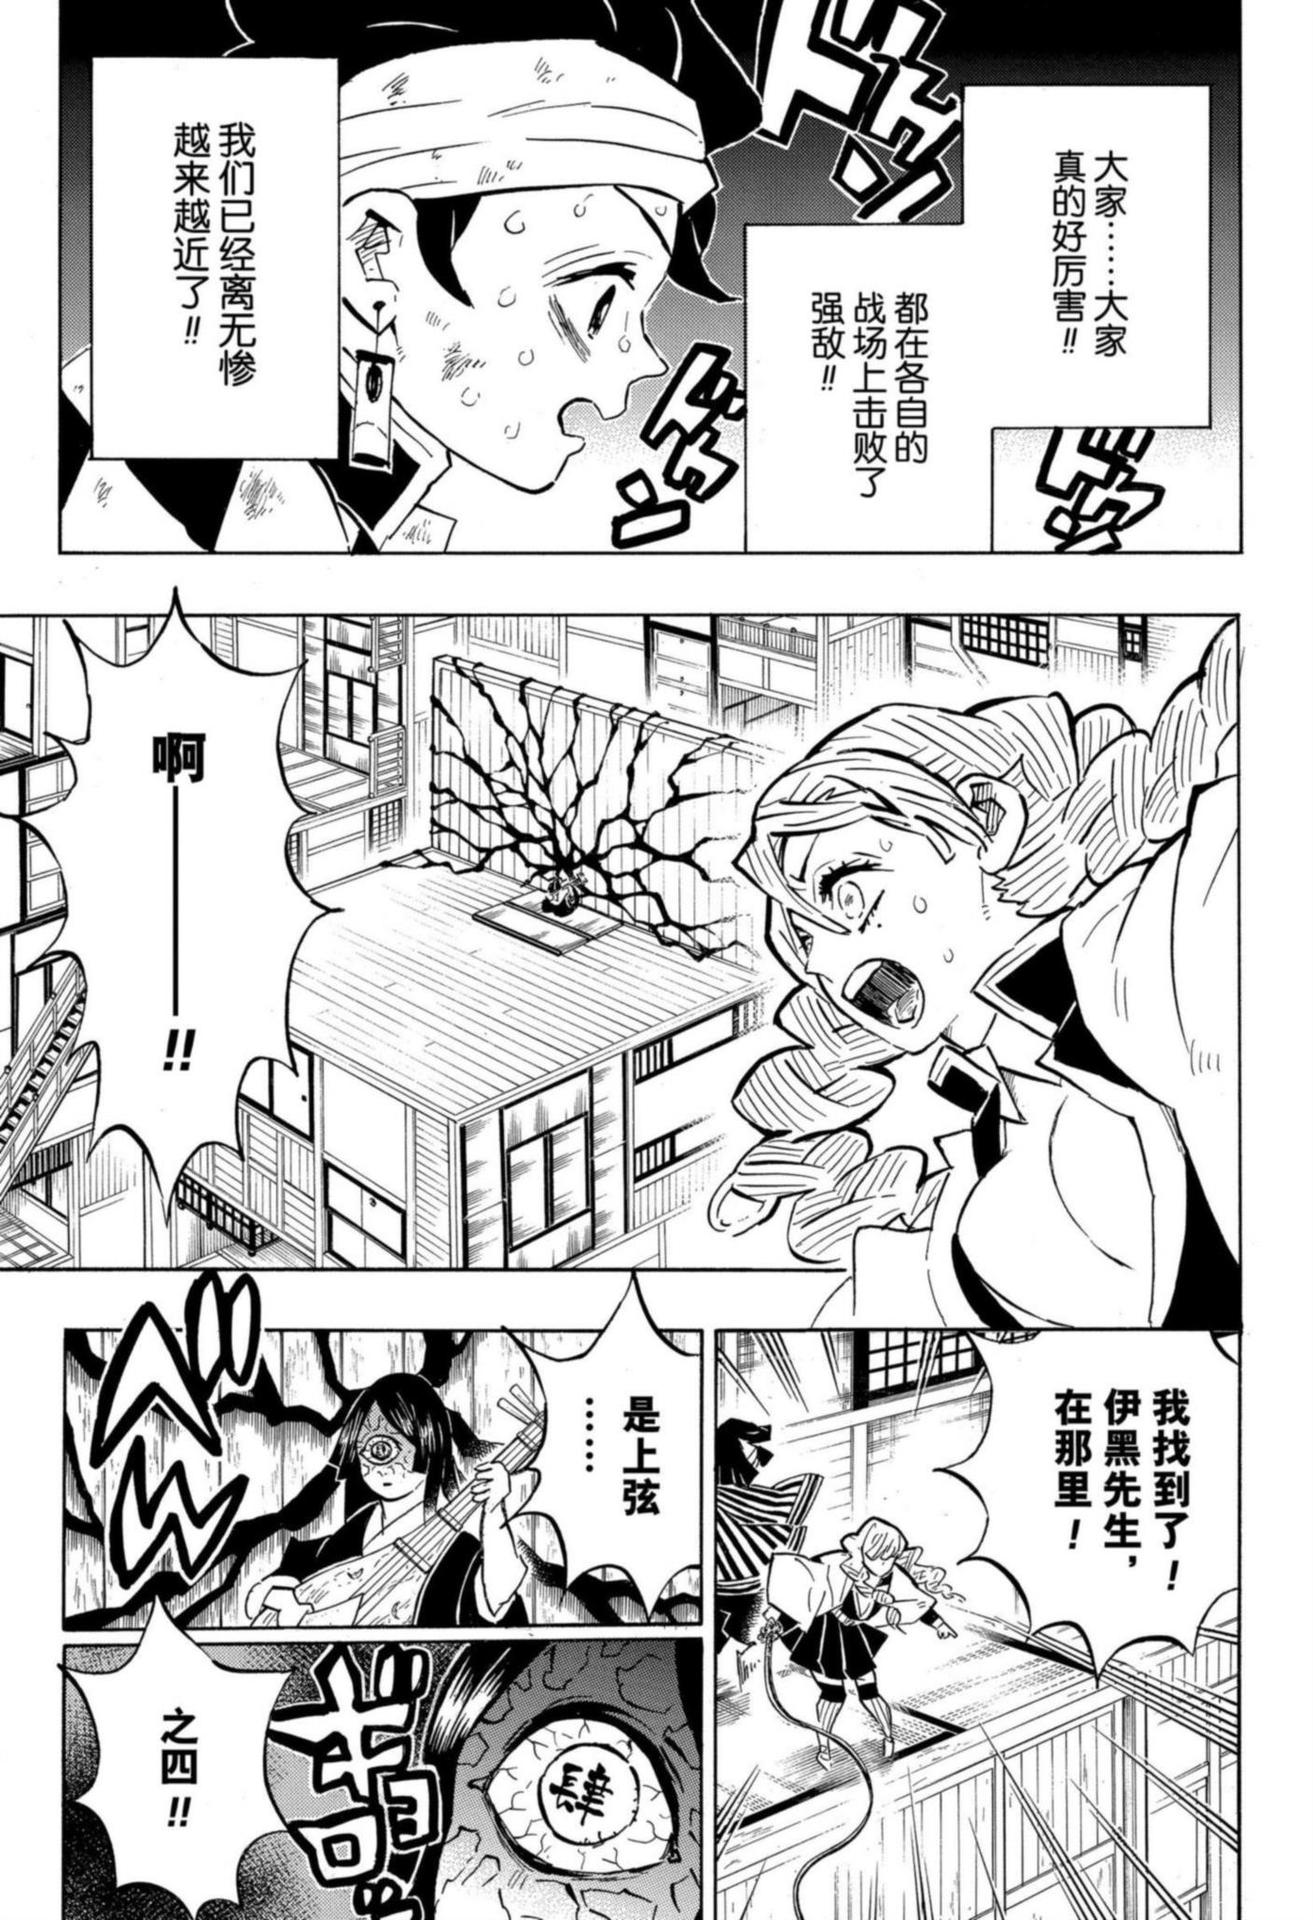 大家……大家
真的好厉害!!
都在各自的
战场上击败了
强敌!!
我们已经离无惨
越来越近了!!
啊——!!
我找到了！
伊黑先生，
在那里！
是上弦
……
之四!!
肆